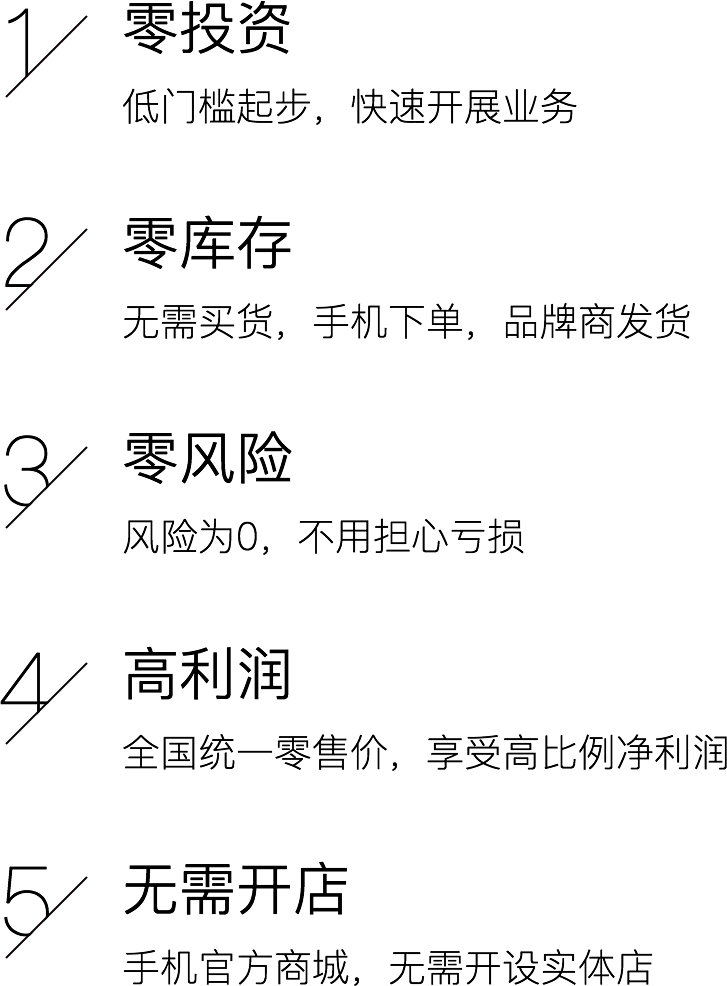 1
零投资
低门槛起步，快速开展业务
2
零库存
无需买货，手机下单，品牌商发货
3
零风险
风险为0，不用担心亏损
4
高利润
全国统一零售价，享受高比例净利润
5
无需开店
手机官方商城，无需开设实体店